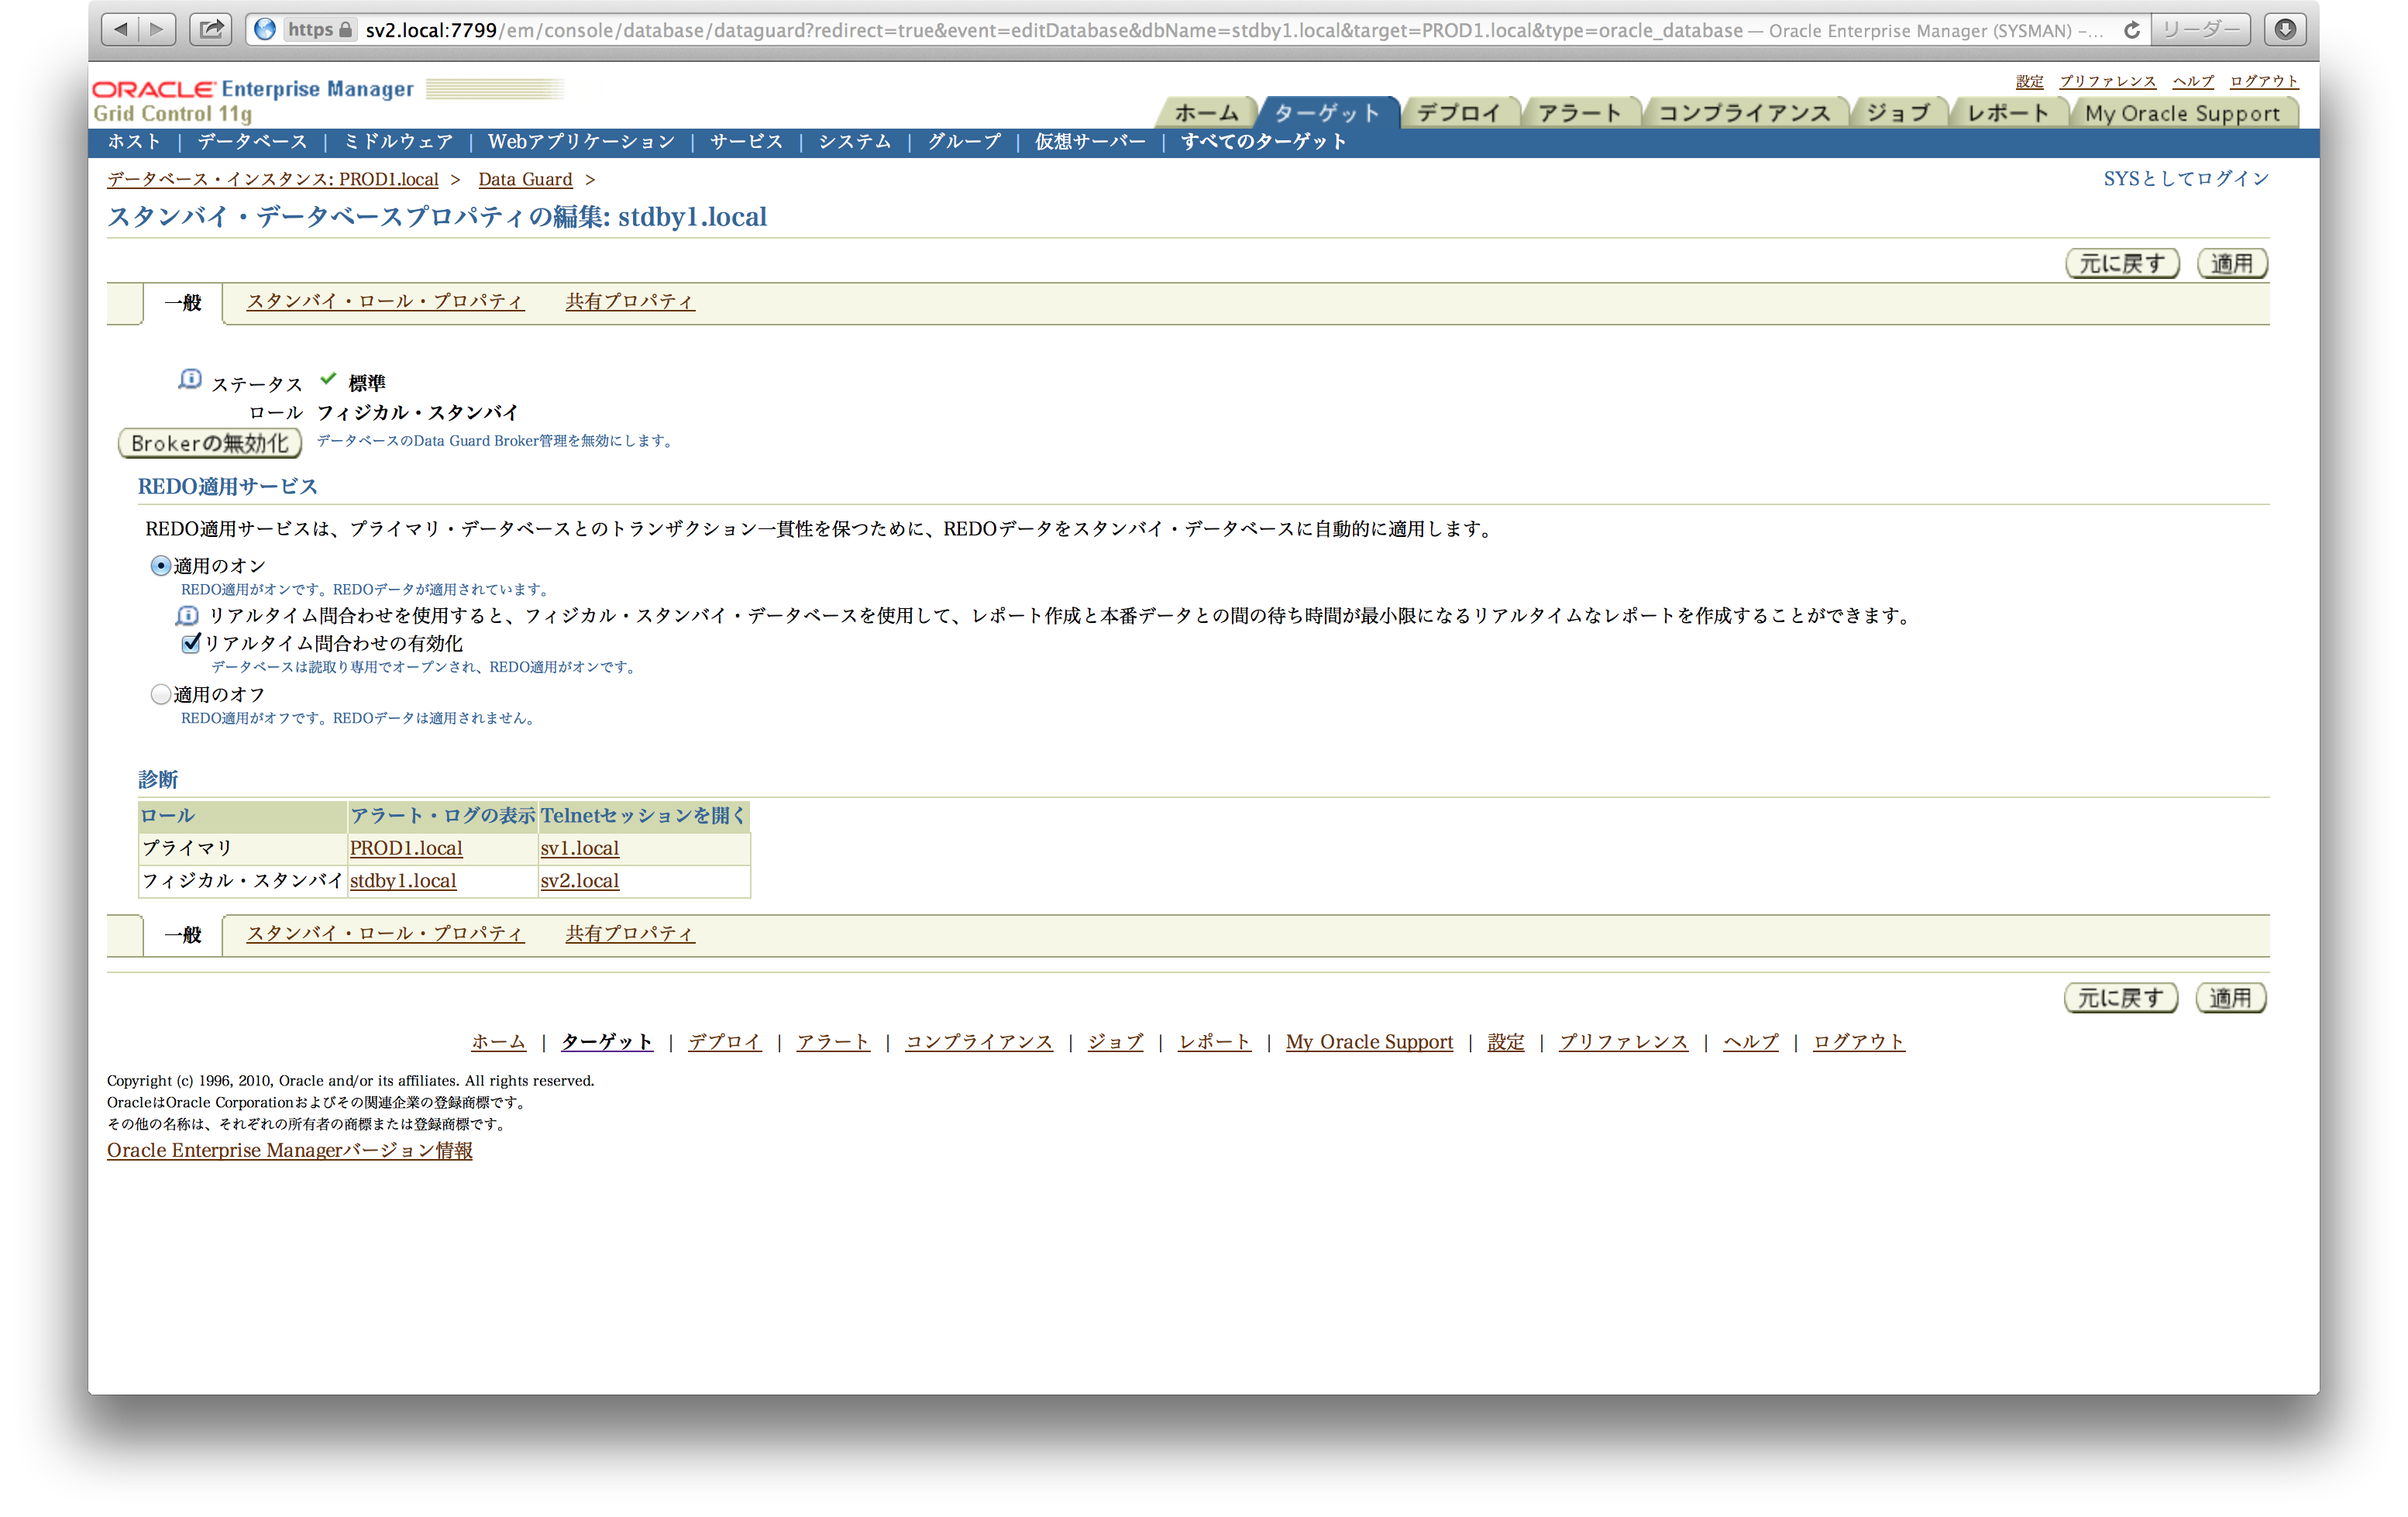 https sv2.local:7799/em/console/database/dataguard?redirect=true&event=editDatabase&dbName=stdby1.local&target=PROD1.local&type=oracle_database — Oracle Enterprise Manager (SYSMAN) –... リーダー
設定 プリファレンス ヘルプ ログアウト
ORACLE Enterprise Manager
Grid Control 11g
ホーム ターゲット デプロイ アラート コンプライアンス ジョブ レポート My Oracle Support
ホスト | データベース | ミドルウェア | Webアプリケーション | サービス | システム | グループ | 仮想サーバー | すべてのターゲット
データベース・インスタンス: PROD1.local > Data Guard >
SYSとしてログイン
スタンバイ・データベースプロパティの編集: stdby1.local
元に戻す 適用
一般 スタンバイ・ロール・プロパティ 共有プロパティ
ステータス 標準
ロール フィジカル・スタンバイ
Brokerの無効化 データベースのData Guard Broker管理を無効にします。
REDO適用サービス
REDO適用サービスは、プライマリ・データベースとのトランザクション一貫性を保つために、REDOデータをスタンバイ・データベースに自動的に適用します。
適用のオン
REDO適用がオンです。REDOデータが適用されています。
リアルタイム問合わせを使用すると、フィジカル・スタンバイ・データベースを使用して、レポート作成と本番データとの間の待ち時間が最小限になるリアルタイムなレポートを作成することができます。
リアルタイム問合わせの有効化
データベースは読取り専用でオープンされ、REDO適用がオンです。
適用のオフ
REDO適用がオフです。REDOデータは適用されません。
診断
ロール アラート・ログの表示 Telnetセッションを開く
プライマリ PROD1.local sv1.local
フィジカル・スタンバイ stdby1.local sv2.local
一般 スタンバイ・ロール・プロパティ 共有プロパティ
元に戻す 適用
ホーム | ターゲット | デプロイ | アラート | コンプライアンス | ジョブ | レポート | My Oracle Support | 設定 | プリファレンス | ヘルプ | ログアウト
Copyright (c) 1996, 2010, Oracle and/or its affiliates. All rights reserved.
OracleはOracle Corporationおよびその関連企業の登録商標です。
その他の名称は、それぞれの所有者の商標または登録商標です。
Oracle Enterprise Managerバージョン情報